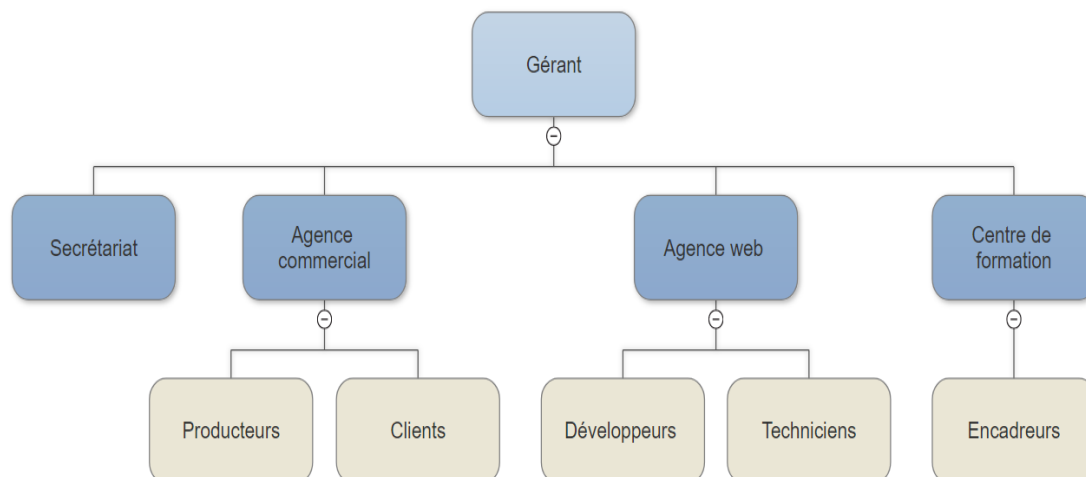 Gérant
Secrétariat
Agence
commercial
Agence web
Centre de
formation
Producteurs
Clients
Développeurs
Techniciens
Encadreurs